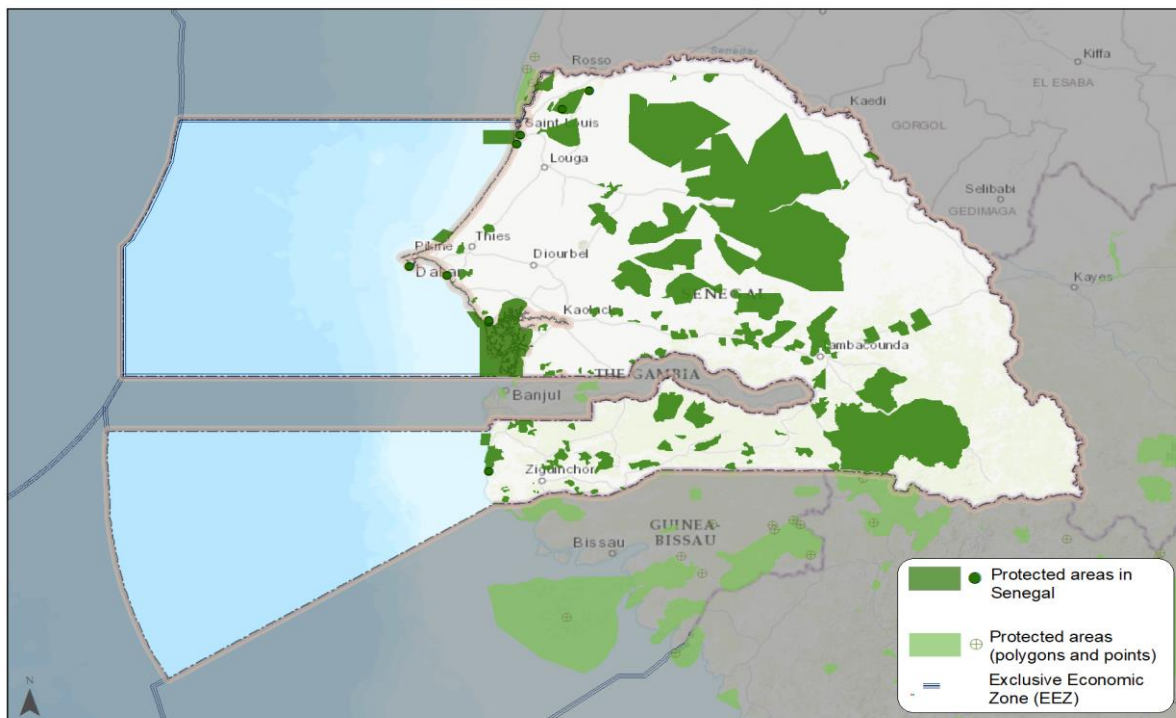 Kiffa
Rosso
Senegal
EL ESABA
Kaedi
GORGOL
Saint-Louis
Louga
Selibabi
GEDIMAGA
Thies
Pikine
Diourbel
Dakar
Kayes
SENEGAL
Kaolack
Tambacounda
THE GAMBIA
Banjul
Ziguinchor
GUINEA-
BISSAU
Bissau
N
Protected areas in
Senegal
Protected areas
(polygons and points)
Exclusive Economic
Zone (EEZ)